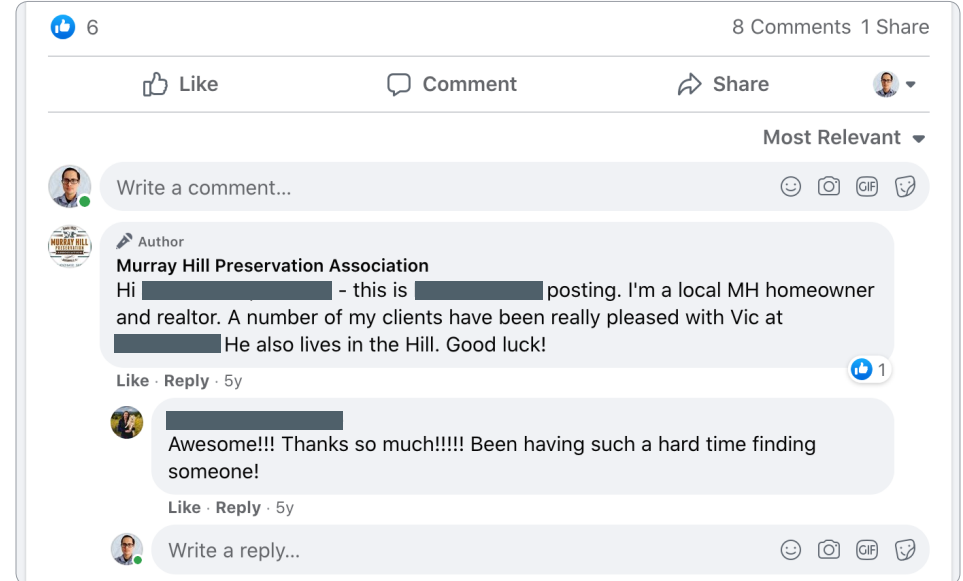 6
8 Comments 1 Share
Like Comment Share
Most Relevant
Write a comment...
GIF
MURRAY HILL
PRESERVATION
Author
Murray Hill Preservation Association
Hi - this is posting. I'm a local MH homeowner
and realtor. A number of my clients have been really pleased with Vic at
He also lives in the Hill. Good luck!
1
Like · Reply · 5y
Awesome!!! Thanks so much!!!!! Been having such a hard time finding
someone!
Like · Reply · 5y
Write a reply...
GIF